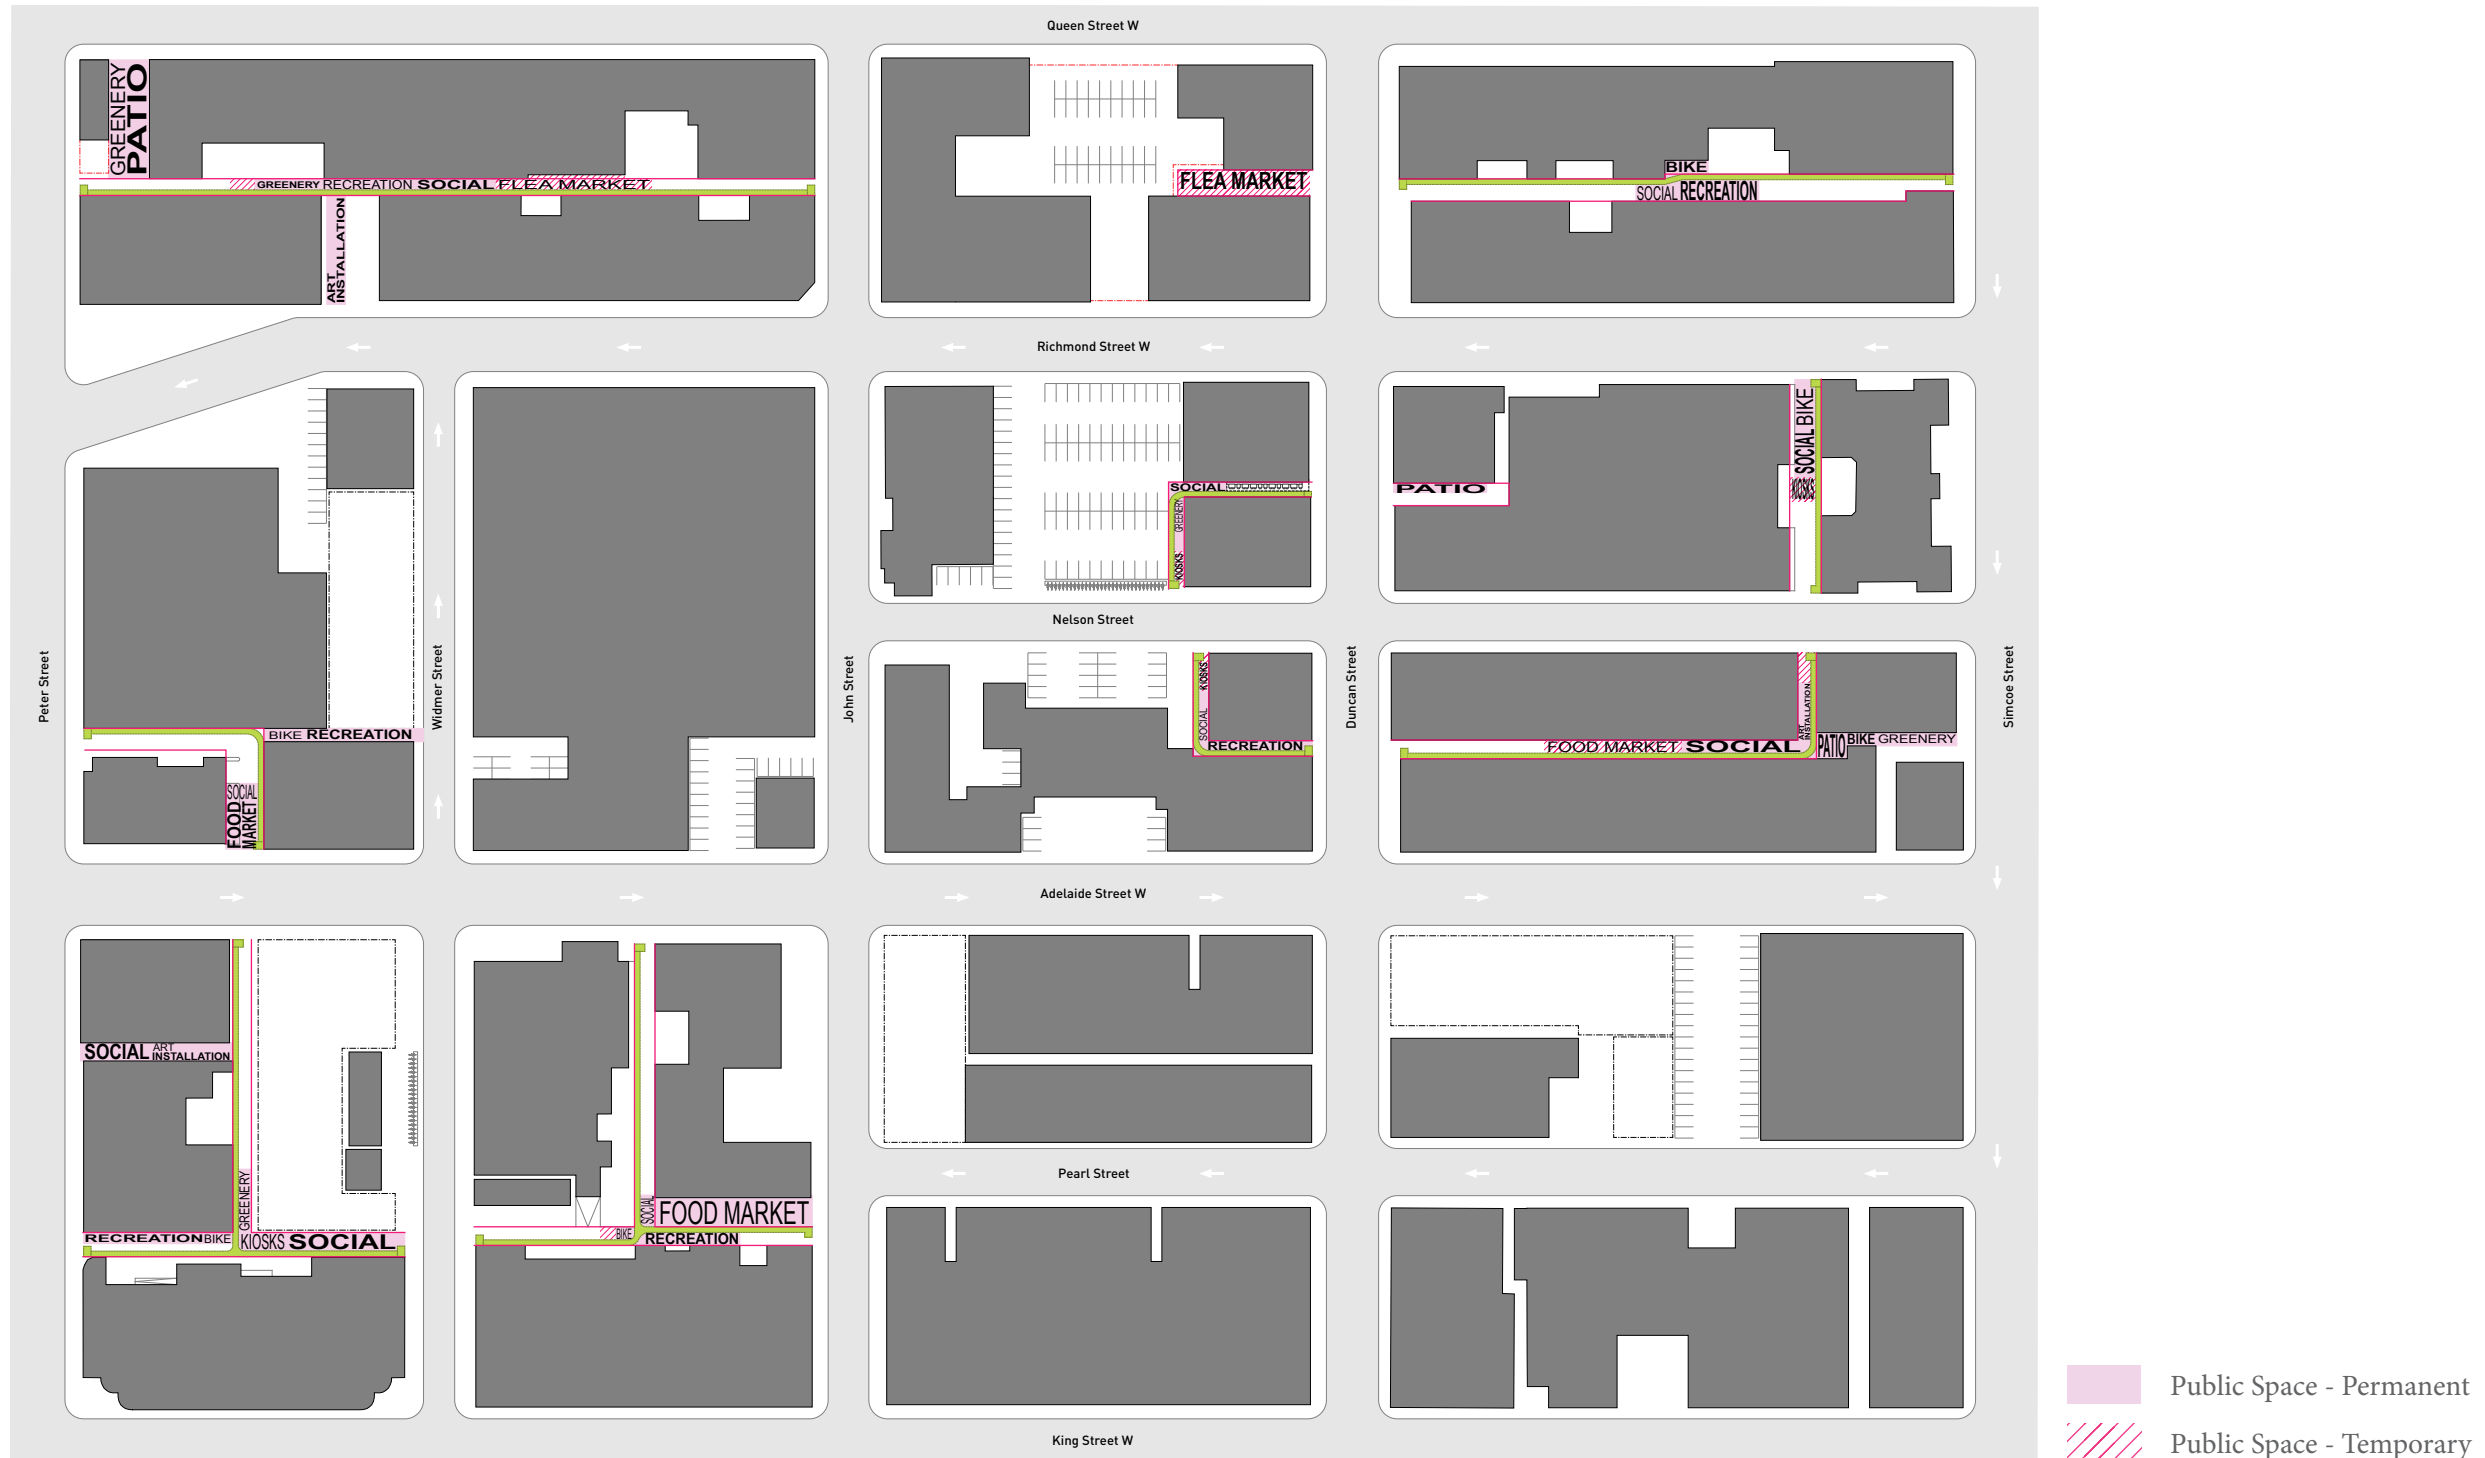 Queen Street W
GREENERY
PATIO
GREENERY RECREATION SOCIAL FLEA MARKET
ART
INSTALLATION
FLEA MARKET
BIKE
SOCIAL RECREATION
Richmond Street W
SOCIAL
GREENERY
KIOSKS
PATIO
SOCIAL BIKE
KIOSKS
Nelson Street
Peter Street
Widmer Street
John Street
Duncan Street
Simcoe Street
BIKE RECREATION
SOCIAL
FOOD
MARKET
KIOSKS
SOCIAL
RECREATION
ART
INSTALLATION
FOOD MARKET SOCIAL
PATIO BIKE GREENERY
Adelaide Street W
SOCIAL ART
INSTALLATION
GREENERY
RECREATION BIKE KIOSKS SOCIAL
SOCIAL FOOD MARKET
BIKE RECREATION
Pearl Street
King Street W
Public Space - Permanent
Public Space - Temporary